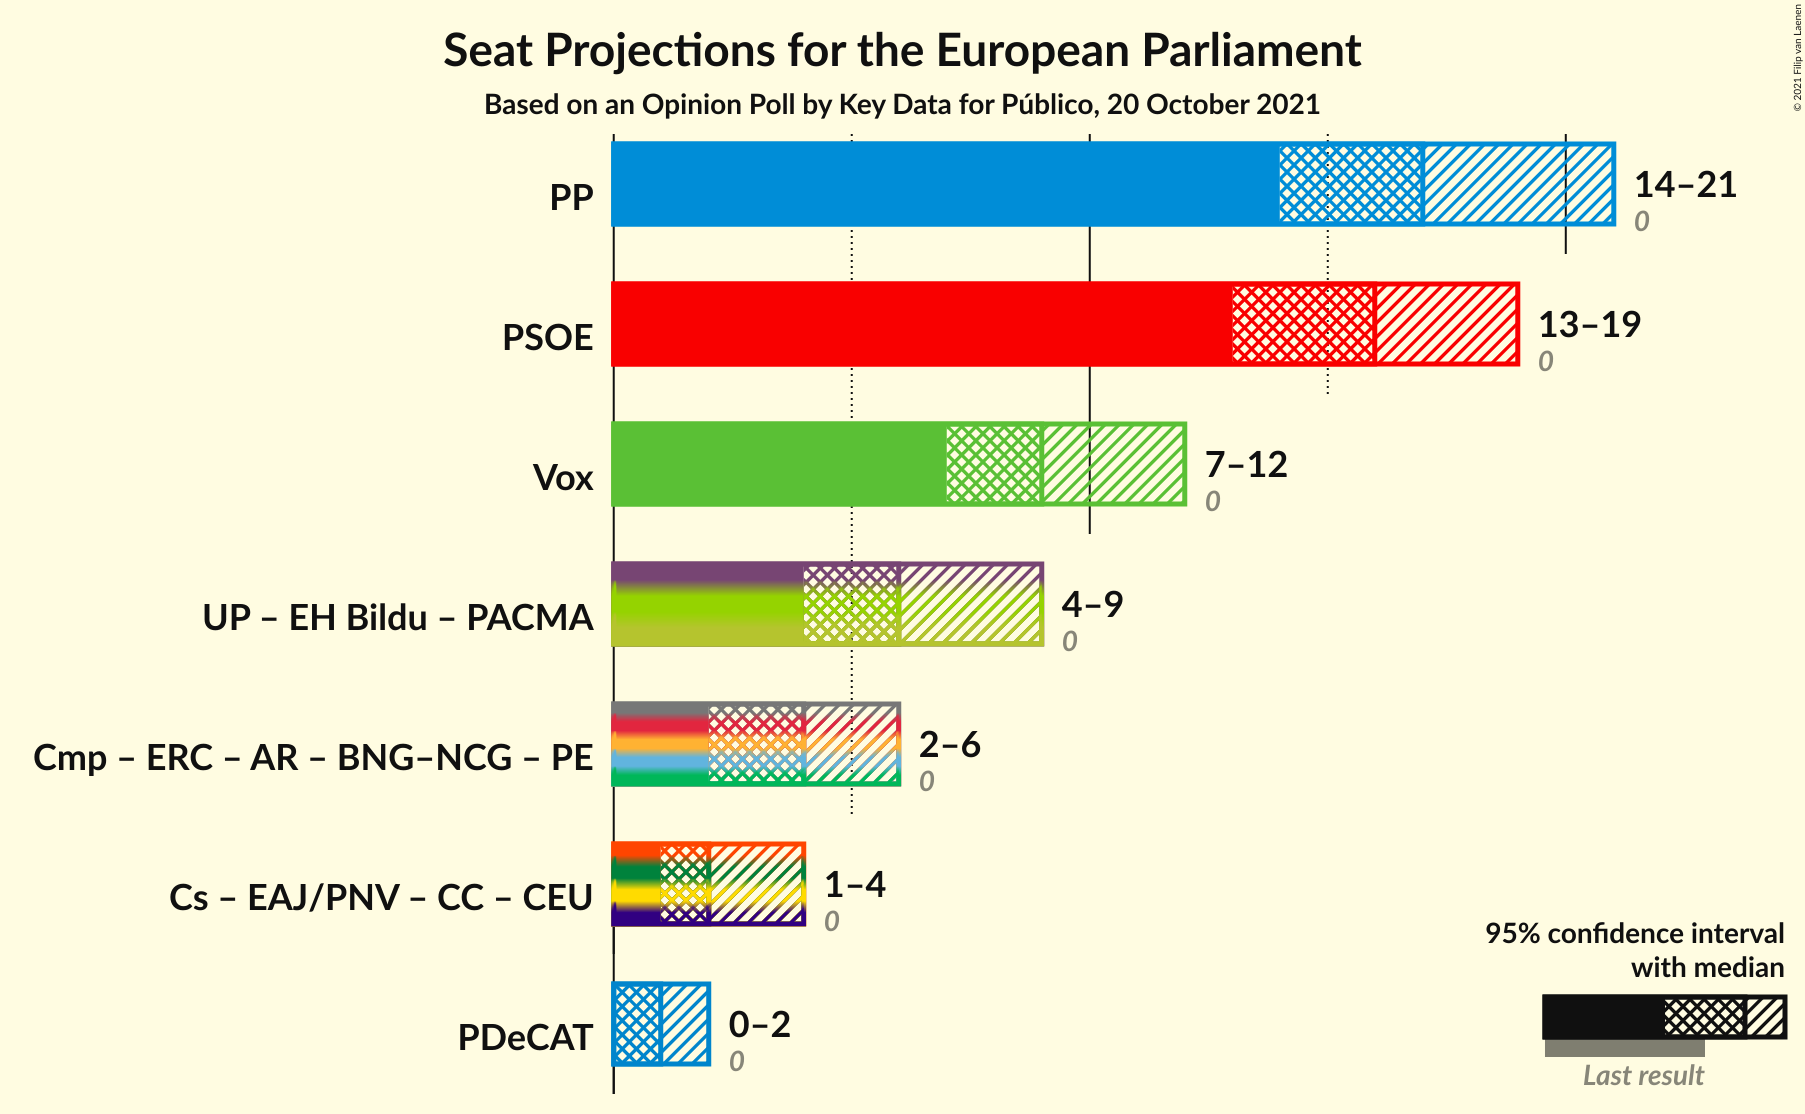 Seat Projections for the European Parliament
Based on an Opinion Poll by Key Data for Público, 20 October 2021
© 2021 Filip van Laenen
PP
14–21
0
PSOE
13–19
0
Vox
7–12
0
UP – EH Bildu – PACMA
4–9
0
Cmp – ERC – AR – BNG–NCG – PE
2–6
0
Cs – EAJ/PNV – CC – CEU
1–4
0
PDeCAT
0–2
0
95% confidence interval
with median
Last result